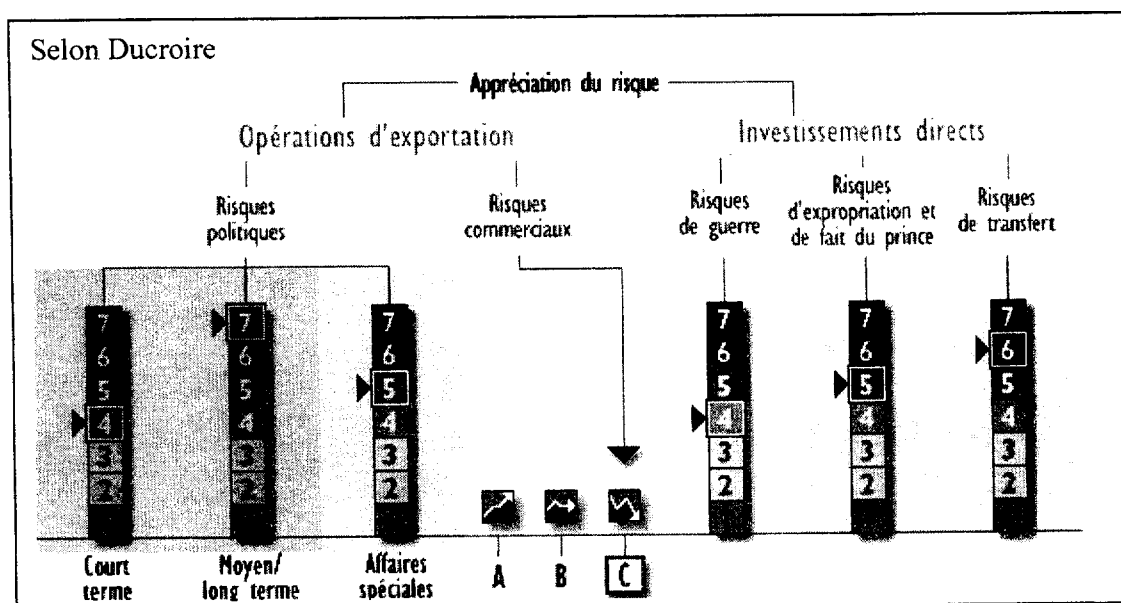 Selon Ducroire
Appréciation du risque
Opérations d'exportation
Investissements directs
Risques politiques
Risques commerciaux
Risques de guerre
Risques d'expropriation et de fait du prince
Risques de transfert
7 7 7 7 7 7
6 6 6 6 6 6
5 5 5 5 5 5
4 4 4 4 4 4
3 3 3 3 3 3
2 2 2 2 2 2
Court terme
Moyen/ long terme
Affaires spéciales
A B C